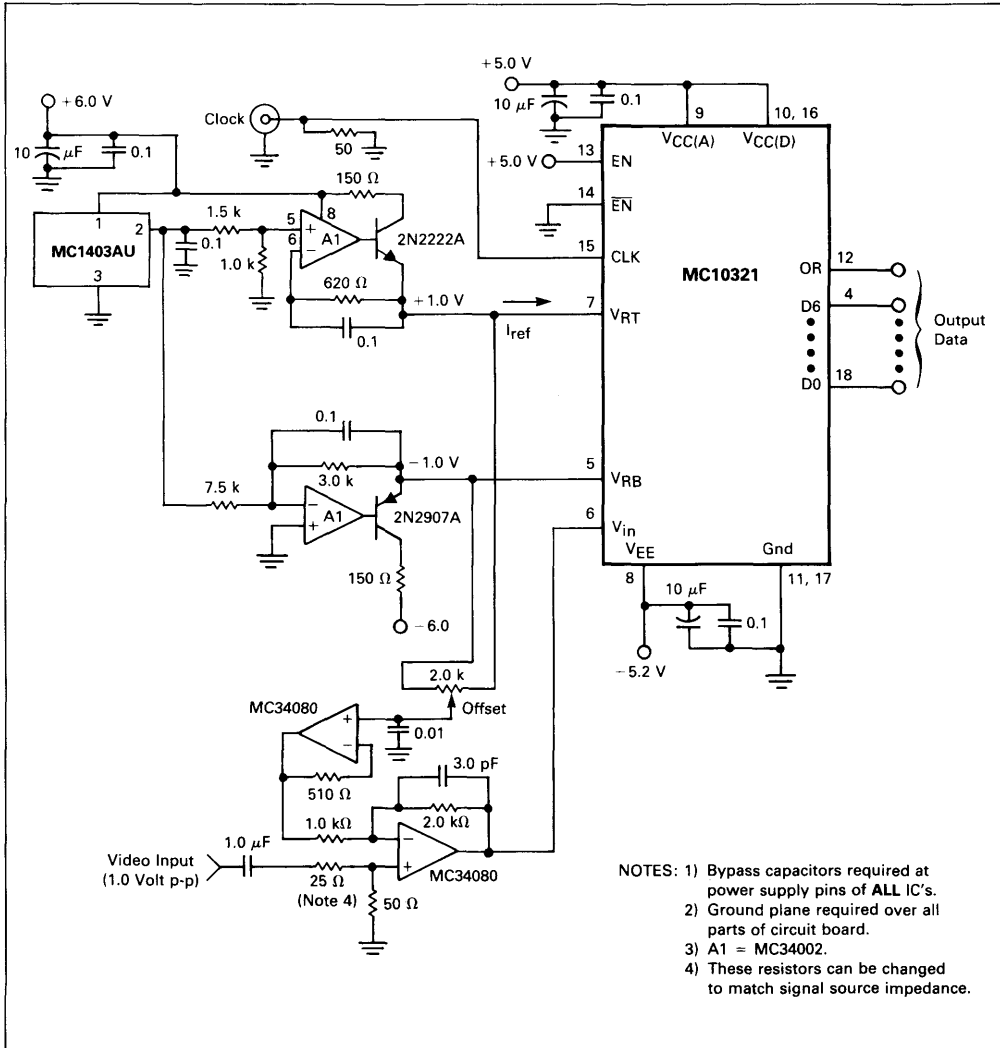 +6.0 V
10 μF
0.1
Clock
50
+5.0 V
10 μF
0.1
9
10, 16
VCC(A)
VCC(D)
+5.0 V
13
EN
14
EN
15
CLK
MC10321
12
OR
4
D6
18
D0
Output
Data
1
2
MC1403AU
3
0.1
1.5 k
1.0 k
150 Ω
5
6
8
+
−
A1
2N2222A
620 Ω
0.1
+1.0 V
Iref
7
VRT
0.1
3.0 k
−1.0 V
7.5 k
−
+
A1
2N2907A
150 Ω
−6.0
5
VRB
6
Vin
VEE
Gnd
8
11, 17
10 μF
0.1
−5.2 V
2.0 k
Offset
0.01
MC34080
+
−
510 Ω
3.0 pF
2.0 kΩ
1.0 kΩ
−
+
MC34080
1.0 μF
Video Input
(1.0 Volt p-p)
25 Ω
(Note 4)
50 Ω
NOTES: 1) Bypass capacitors required at
power supply pins of ALL IC's.
2) Ground plane required over all
parts of circuit board.
3) A1 = MC34002.
4) These resistors can be changed
to match signal source impedance.